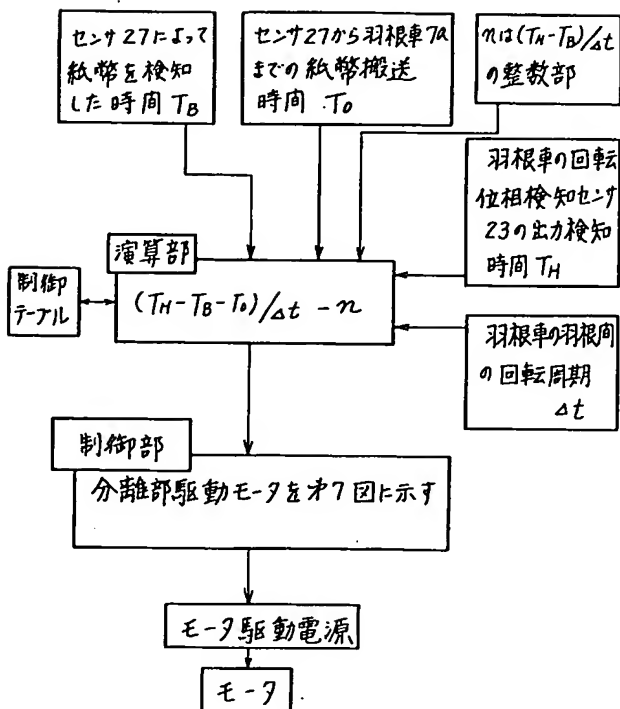 センサ27によって
紙幣を検知
した時間 TB
センサ27から羽根車7a
までの紙幣搬送
時間 T0
nは(TH-TB)/Δt
の整数部
羽根車の回転
位相検知センサ
23の出力検知
時間 TH
演算部
制御
テーブル
(TH-TB-T0)/Δt -n
羽根車の羽根間
の回転周期
Δt
制御部
分離部駆動モータを第7図に示す
モータ駆動電源
モータ